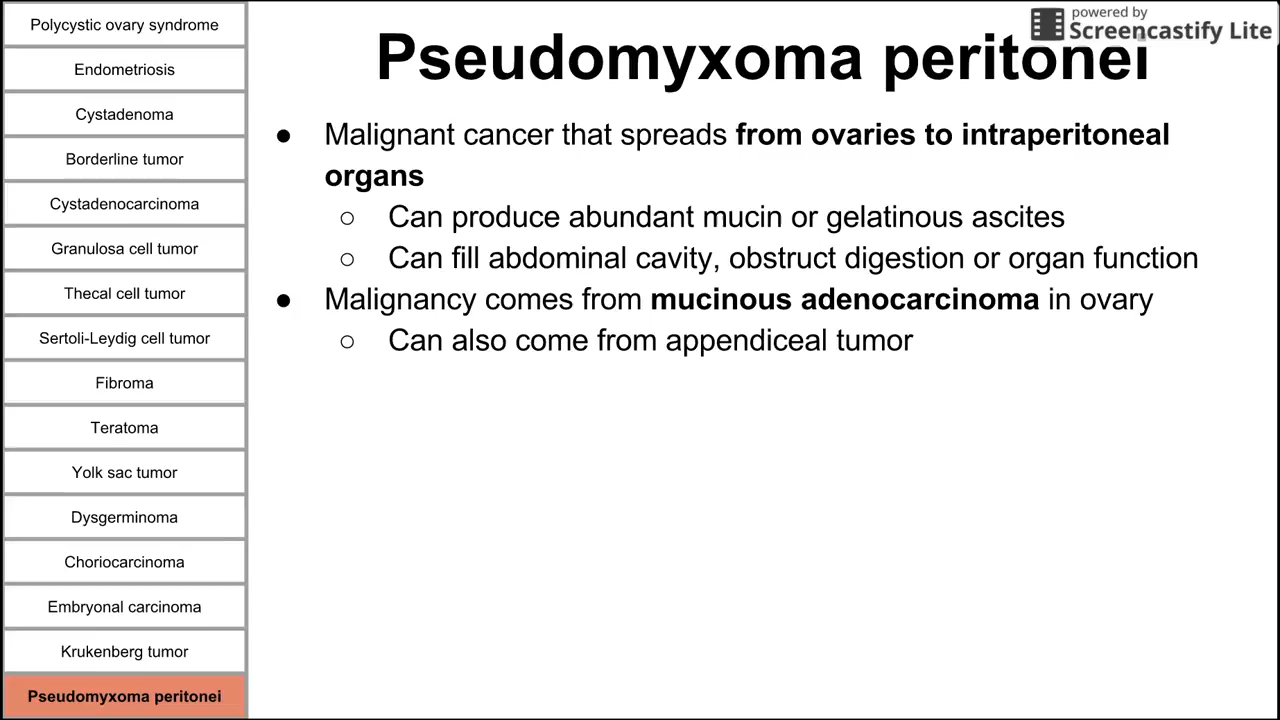 Polycystic ovary syndrome
Endometriosis
Cystadenoma
Borderline tumor
Cystadenocarcinoma
Granulosa cell tumor
Thecal cell tumor
Sertoli-Leydig cell tumor
Fibroma
Teratoma
Yolk sac tumor
Dysgerminoma
Choriocarcinoma
Embryonal carcinoma
Krukenberg tumor
Pseudomyxoma peritonei
powered by
Screencastify Lite
Pseudomyxoma peritonei
● Malignant cancer that spreads from ovaries to intraperitoneal
organs
○ Can produce abundant mucin or gelatinous ascites
○ Can fill abdominal cavity, obstruct digestion or organ function
● Malignancy comes from mucinous adenocarcinoma in ovary
○ Can also come from appendiceal tumor